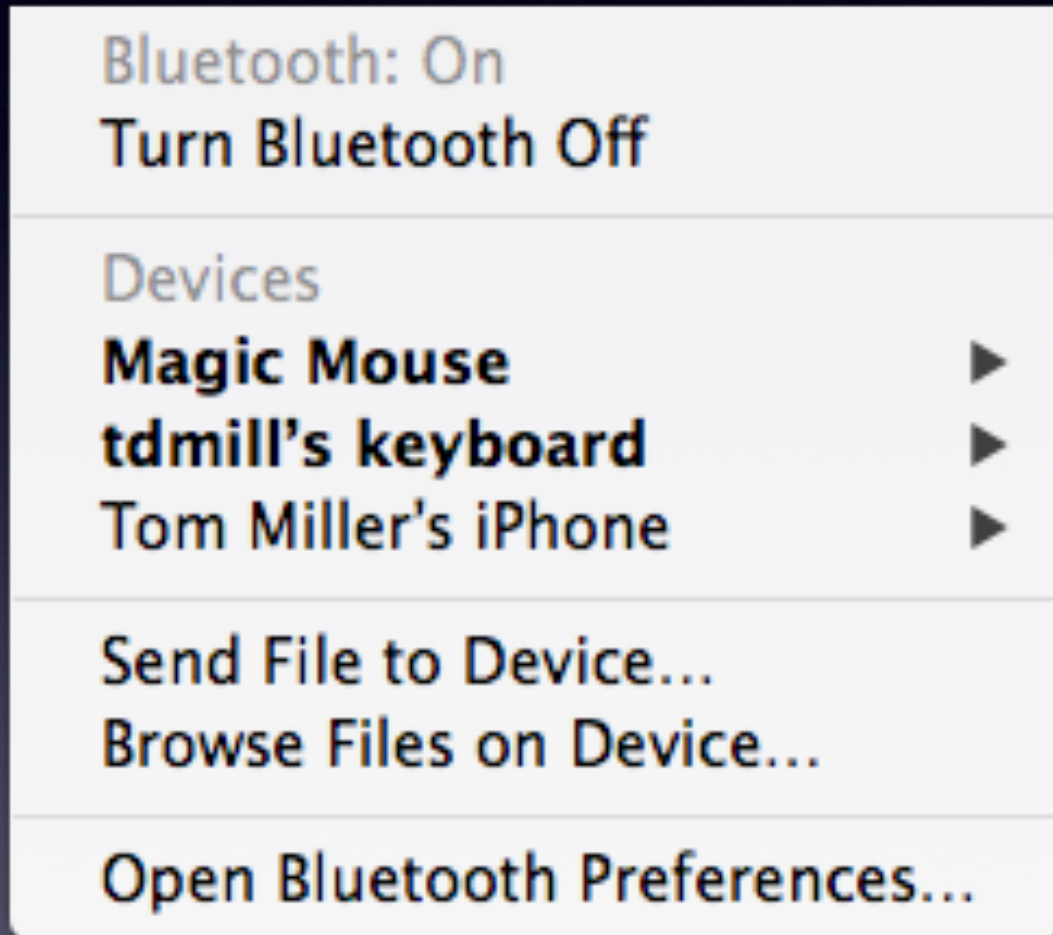 Bluetooth: On
Turn Bluetooth Off
Devices
Magic Mouse
tdmill’s keyboard
Tom Miller’s iPhone
Send File to Device…
Browse Files on Device…
Open Bluetooth Preferences…